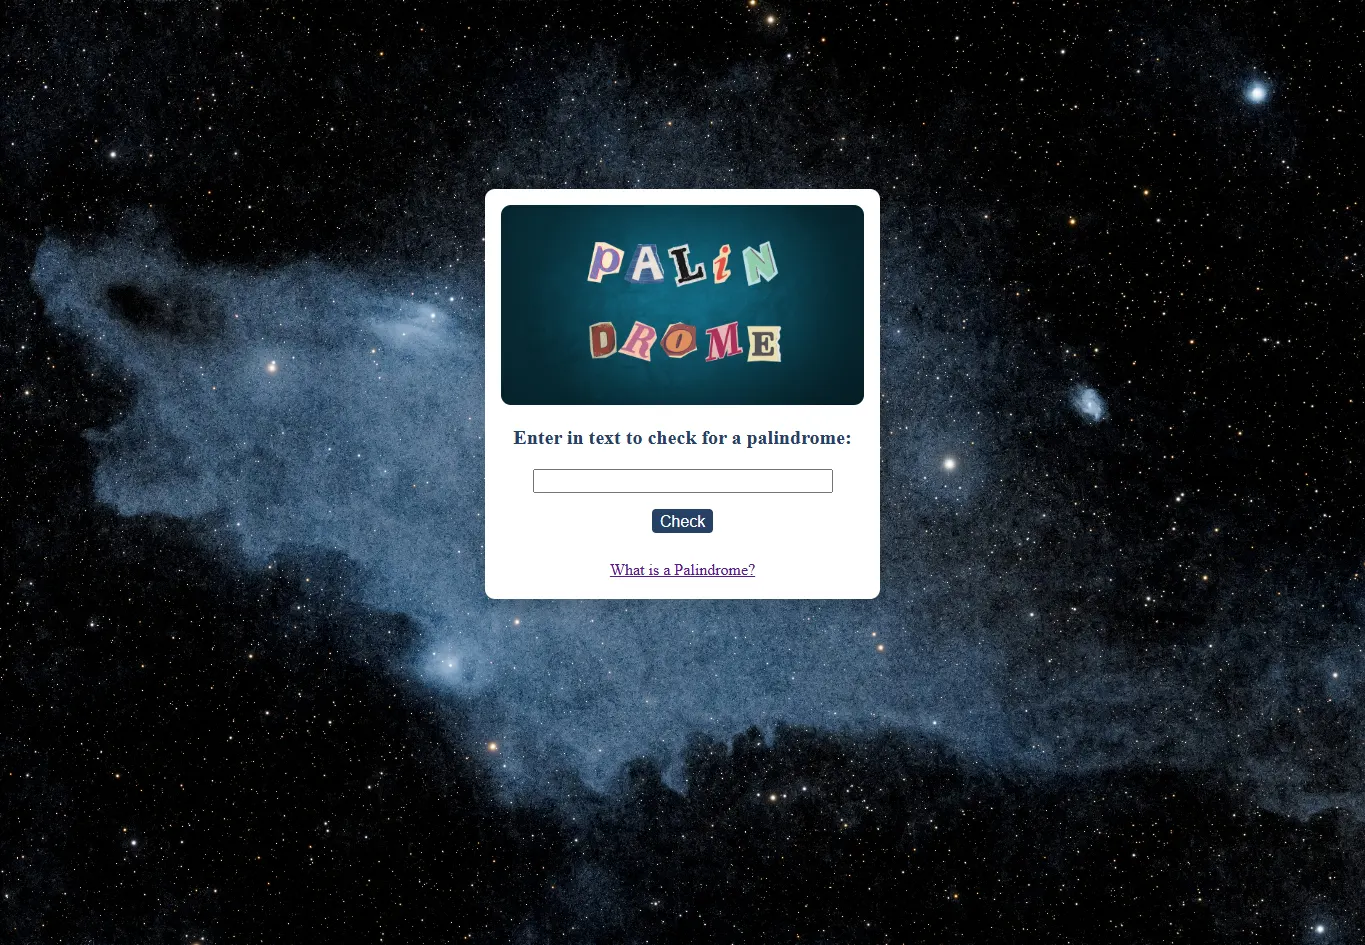 PALiN
DROME
Enter in text to check for a palindrome:
Check
What is a Palindrome?